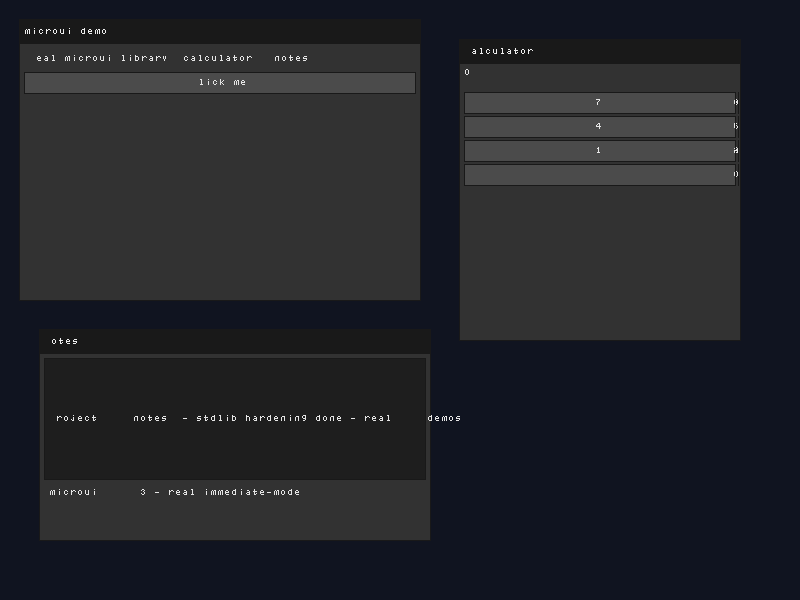 microui demo
eal microui library calculator notes
lick me
alculator
0
7
4
1
otes
roject notes - stdlib hardening done - real demos
microui 3 - real immediate-mode